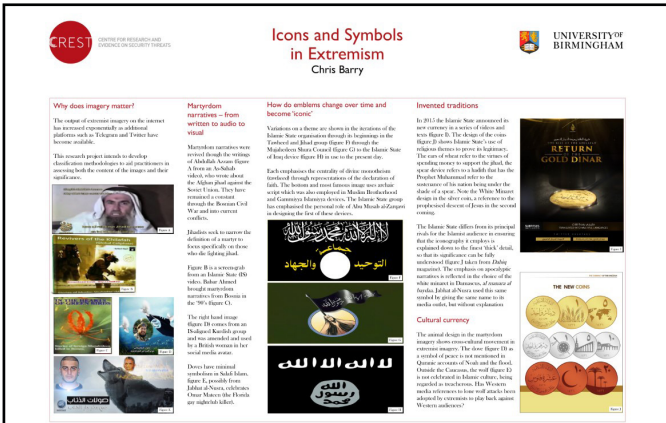 CREST
CENTRE FOR RESEARCH AND
EVIDENCE ON SECURITY THREATS
Icons and Symbols
in Extremism
Chris Barry
UNIVERSITY OF
BIRMINGHAM
Why does imagery matter?
The output of extremist imagery on the internet
has increased exponentially as additional
platforms such as Telegram and Twitter have
become available.
This research project intends to develop
classification methodologies to aid practitioners in
assessing both the content of the images and their
significance.
Martyrdom
narratives – from
written to audio to
visual
Martyrdom narratives were
revived though the writings
of Abdullah Azzam (figure
A from an As-Sahab
video), who wrote about
the Afghan jihad against the
Soviet Union. They have
remained a constant
through the Bosnian Civil
War and into current
conflicts.
Jihadists seek to narrow the
definition of a martyr to
focus specifically on those
who die fighting jihad.
Figure B is a screengrab
from an Islamic State (IS)
video. Babar Ahmed
brought martyrdom
narratives from Bosnia in
the '90's (figure C).
The right hand image
(figure D) comes from an
IS-aligned Kurdish group
and was amended and used
by a British woman in her
social media avatar.
Doves have minimal
symbolism in Salafi Islam,
figure E, possibly from
Jabhat al-Nusra, celebrates
Omar Mateen (the Florida
gay nightclub killer).
How do emblems change over time and
become 'iconic'
Variations on a theme are shown in the iterations of the
Islamic State organisation through its beginnings in the
Tawheed and Jihad group (figure F) through the
Mujahideen Shura Council (figure G) to the Islamic State
of Iraq device (figure H) in use to the present day.
Each emphasises the centrality of divine monotheism
(tawheed) through representations of the declaration of
faith. The bottom and most famous image uses archaic
script which was also employed in Muslim Brotherhood
and Gamaa'iyya Islamiyya devices. The Islamic State group
has emphasised the personal role of Abu Musab al-Zarqawi
in designing the first of these devices.
Invented traditions
In 2015 the Islamic State announced its
new currency in a series of videos and
texts (figure I). The design of the coins
(figure J) shows Islamic State's use of
religious themes to prove its legitimacy.
The ears of wheat refer to the virtues of
spending money to support the jihad, the
spear device refers to a hadith that has the
Prophet Muhammad refer to the
sustenance of his nation being under the
shade of a spear. Note the White Minaret
design in the silver coin, a reference to the
prophesised descent of Jesus in the second
coming.
The Islamic State differs from its principal
rivals for the Islamist audience in ensuring
that the iconography it employs is
explained down to the finest 'thick' detail,
so that its significance can be fully
understood (figure J taken from Dabiq
magazine). The emphasis on apocalyptic
narratives is reflected in the choice of the
white minaret in Damascus, al manara al
bayda. Jabhat al-Nusra used this same
symbol by giving the same name to its
media outlet, but without explanation.
Cultural currency
The animal design in the martyrdom
imagery shows cross-cultural movement in
extremist imagery. The dove (figure D) as
a symbol of peace is not mentioned in
Quranic accounts of Noah and the flood.
Outside the Caucasus, the wolf (figure E)
is not celebrated in Islamic culture, being
regarded as treacherous. Has Western
media references to lone wolf attacks been
adopted by extremists to play back against
Western audiences?
Figure A
Figure B
Figure C
Figure D
صولات الذئاب
لا إله إلا الله محمد رسول الله
جماعة
التوحيد والجهاد
لا اله الا الله
الله
رسول
محمد
RETURN
GOLD DINAR
THE NEW COINS